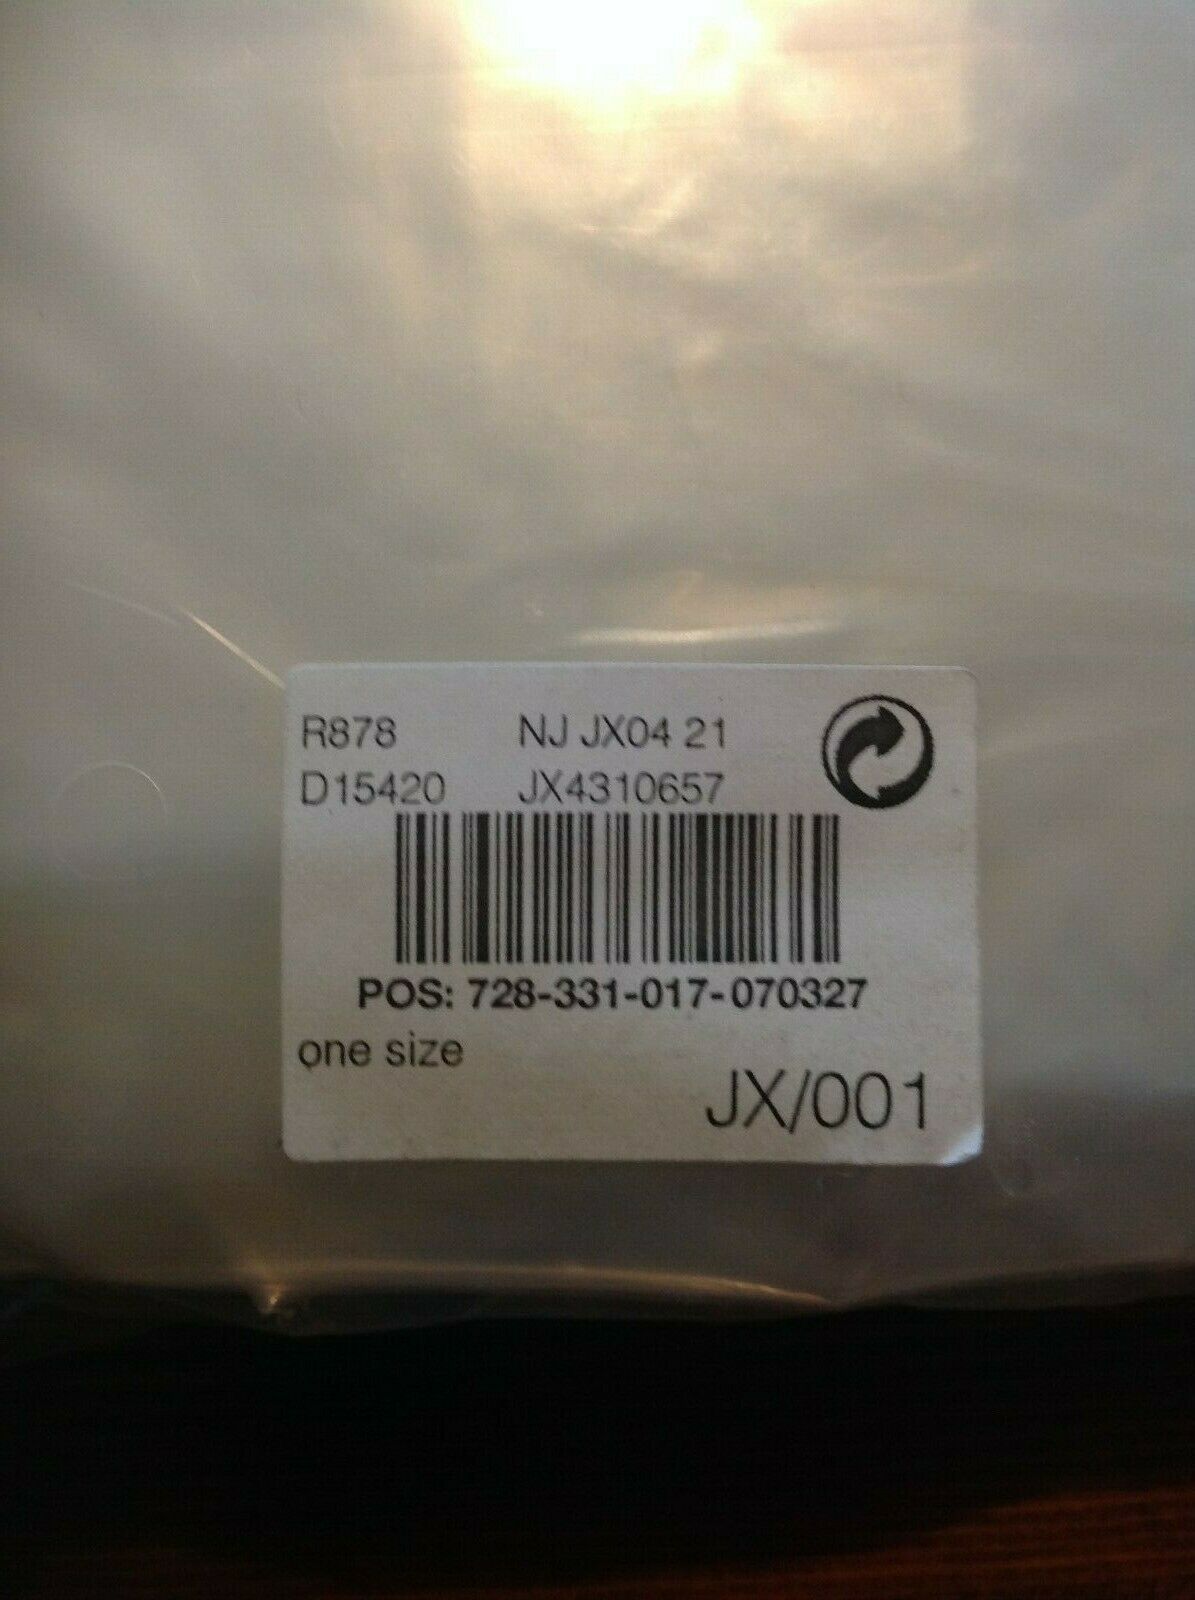 R878 NJ JX04 21
D15420 JX4310657
POS: 728-331-017-070327
one size
JX/001